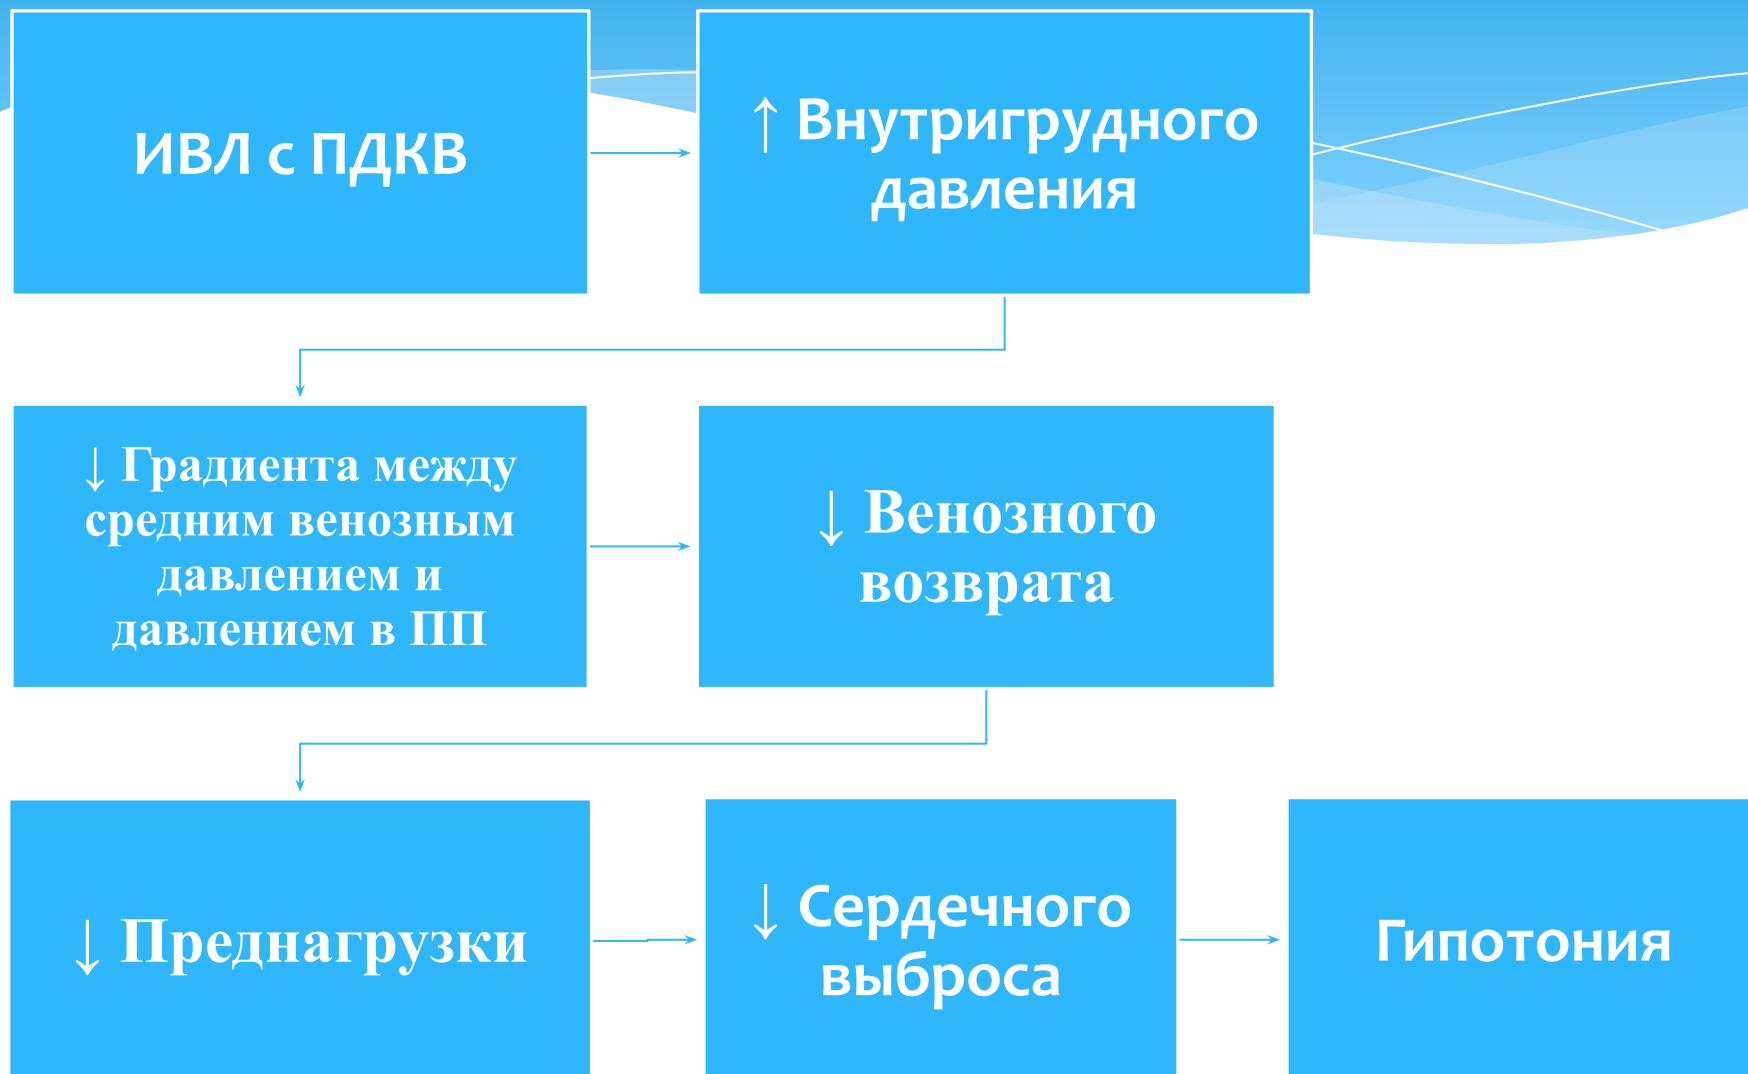 ИВЛ с ПДКВ
↑ Внутригрудного
давления
↓ Градиента между
средним венозным
давлением и
давлением в ПП
↓ Венозного
возврата
↓ Преднагрузки
↓ Сердечного
выброса
Гипотония